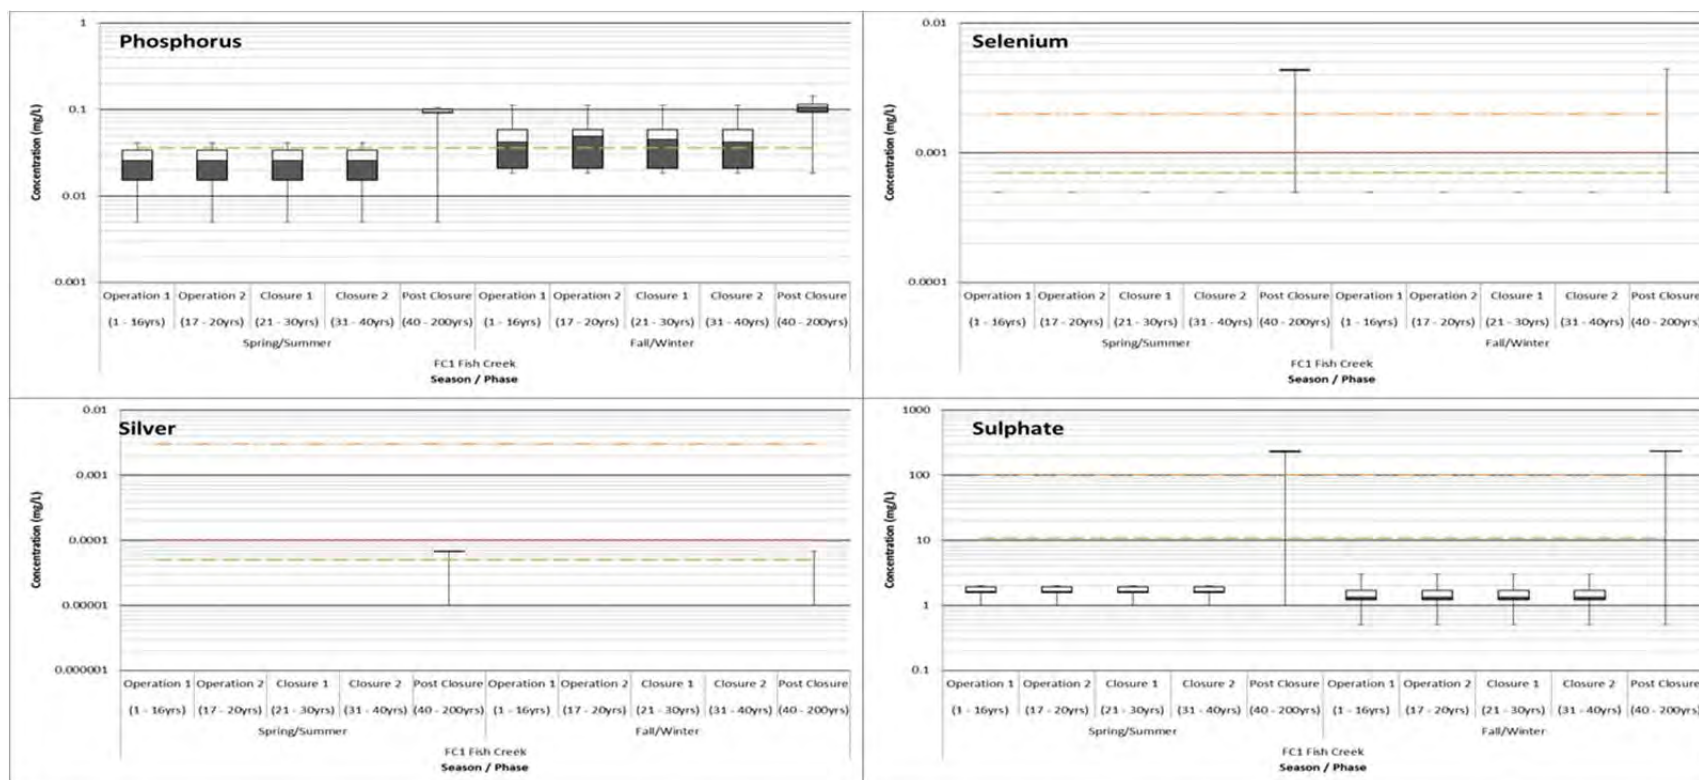 Phosphorus
Concentration (mg/L)
1
0.1
0.01
0.001
Operation 1 Operation 2 Closure 1 Closure 2 Post Closure Operation 1 Operation 2 Closure 1 Closure 2 Post Closure
(1 - 16yrs) (17 - 20yrs) (21 - 30yrs) (31 - 40yrs) (40 - 200yrs) (1 - 16yrs) (17 - 20yrs) (21 - 30yrs) (31 - 40yrs) (40 - 200yrs)
Spring/Summer Fall/Winter
FC1 Fish Creek
Season / Phase
Selenium
Concentration (mg/L)
0.01
0.001
0.0001
Operation 1 Operation 2 Closure 1 Closure 2 Post Closure Operation 1 Operation 2 Closure 1 Closure 2 Post Closure
(1 - 16yrs) (17 - 20yrs) (21 - 30yrs) (31 - 40yrs) (40 - 200yrs) (1 - 16yrs) (17 - 20yrs) (21 - 30yrs) (31 - 40yrs) (40 - 200yrs)
Spring/Summer Fall/Winter
FC1 Fish Creek
Season / Phase
Silver
Concentration (mg/L)
0.01
0.001
0.0001
0.00001
0.000001
Operation 1 Operation 2 Closure 1 Closure 2 Post Closure Operation 1 Operation 2 Closure 1 Closure 2 Post Closure
(1 - 16yrs) (17 - 20yrs) (21 - 30yrs) (31 - 40yrs) (40 - 200yrs) (1 - 16yrs) (17 - 20yrs) (21 - 30yrs) (31 - 40yrs) (40 - 200yrs)
Spring/Summer Fall/Winter
FC1 Fish Creek
Season / Phase
Sulphate
Concentration (mg/L)
1000
100
10
1
0.1
Operation 1 Operation 2 Closure 1 Closure 2 Post Closure Operation 1 Operation 2 Closure 1 Closure 2 Post Closure
(1 - 16yrs) (17 - 20yrs) (21 - 30yrs) (31 - 40yrs) (40 - 200yrs) (1 - 16yrs) (17 - 20yrs) (21 - 30yrs) (31 - 40yrs) (40 - 200yrs)
Spring/Summer Fall/Winter
FC1 Fish Creek
Season / Phase